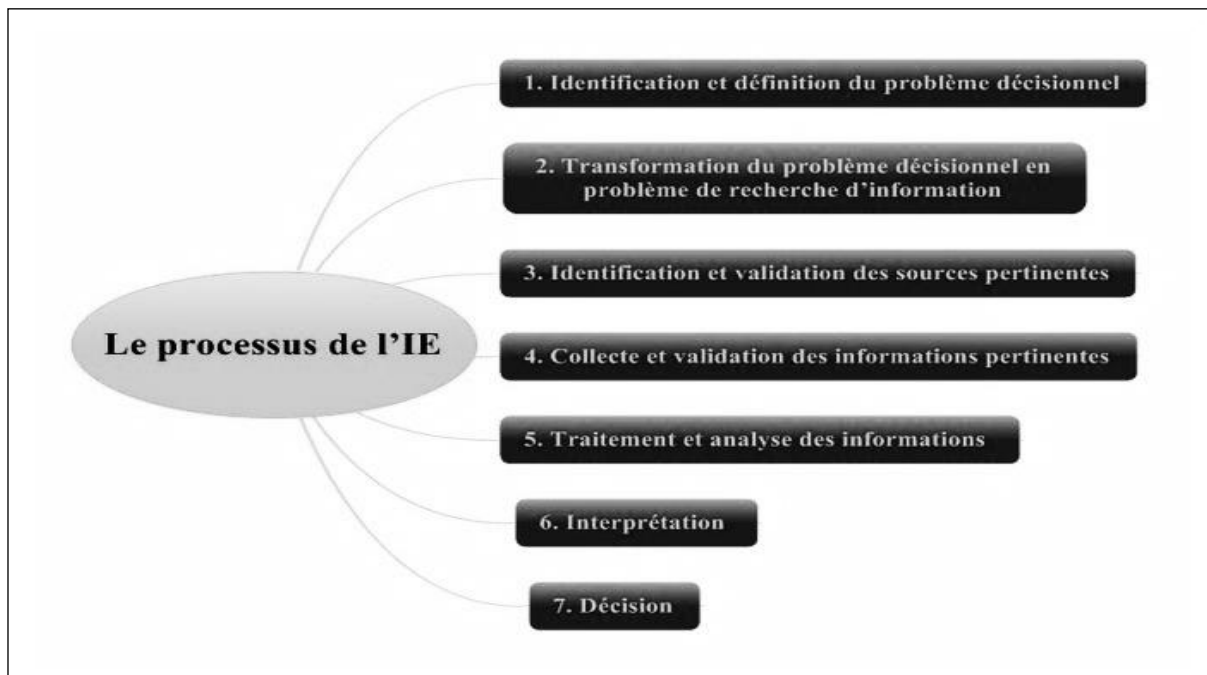 1. Identification et définition du problème décisionnel
2. Transformation du problème décisionnel en
problème de recherche d’information
3. Identification et validation des sources pertinentes
Le processus de l’IE
4. Collecte et validation des informations pertinentes
5. Traitement et analyse des informations
6. Interprétation
7. Décision